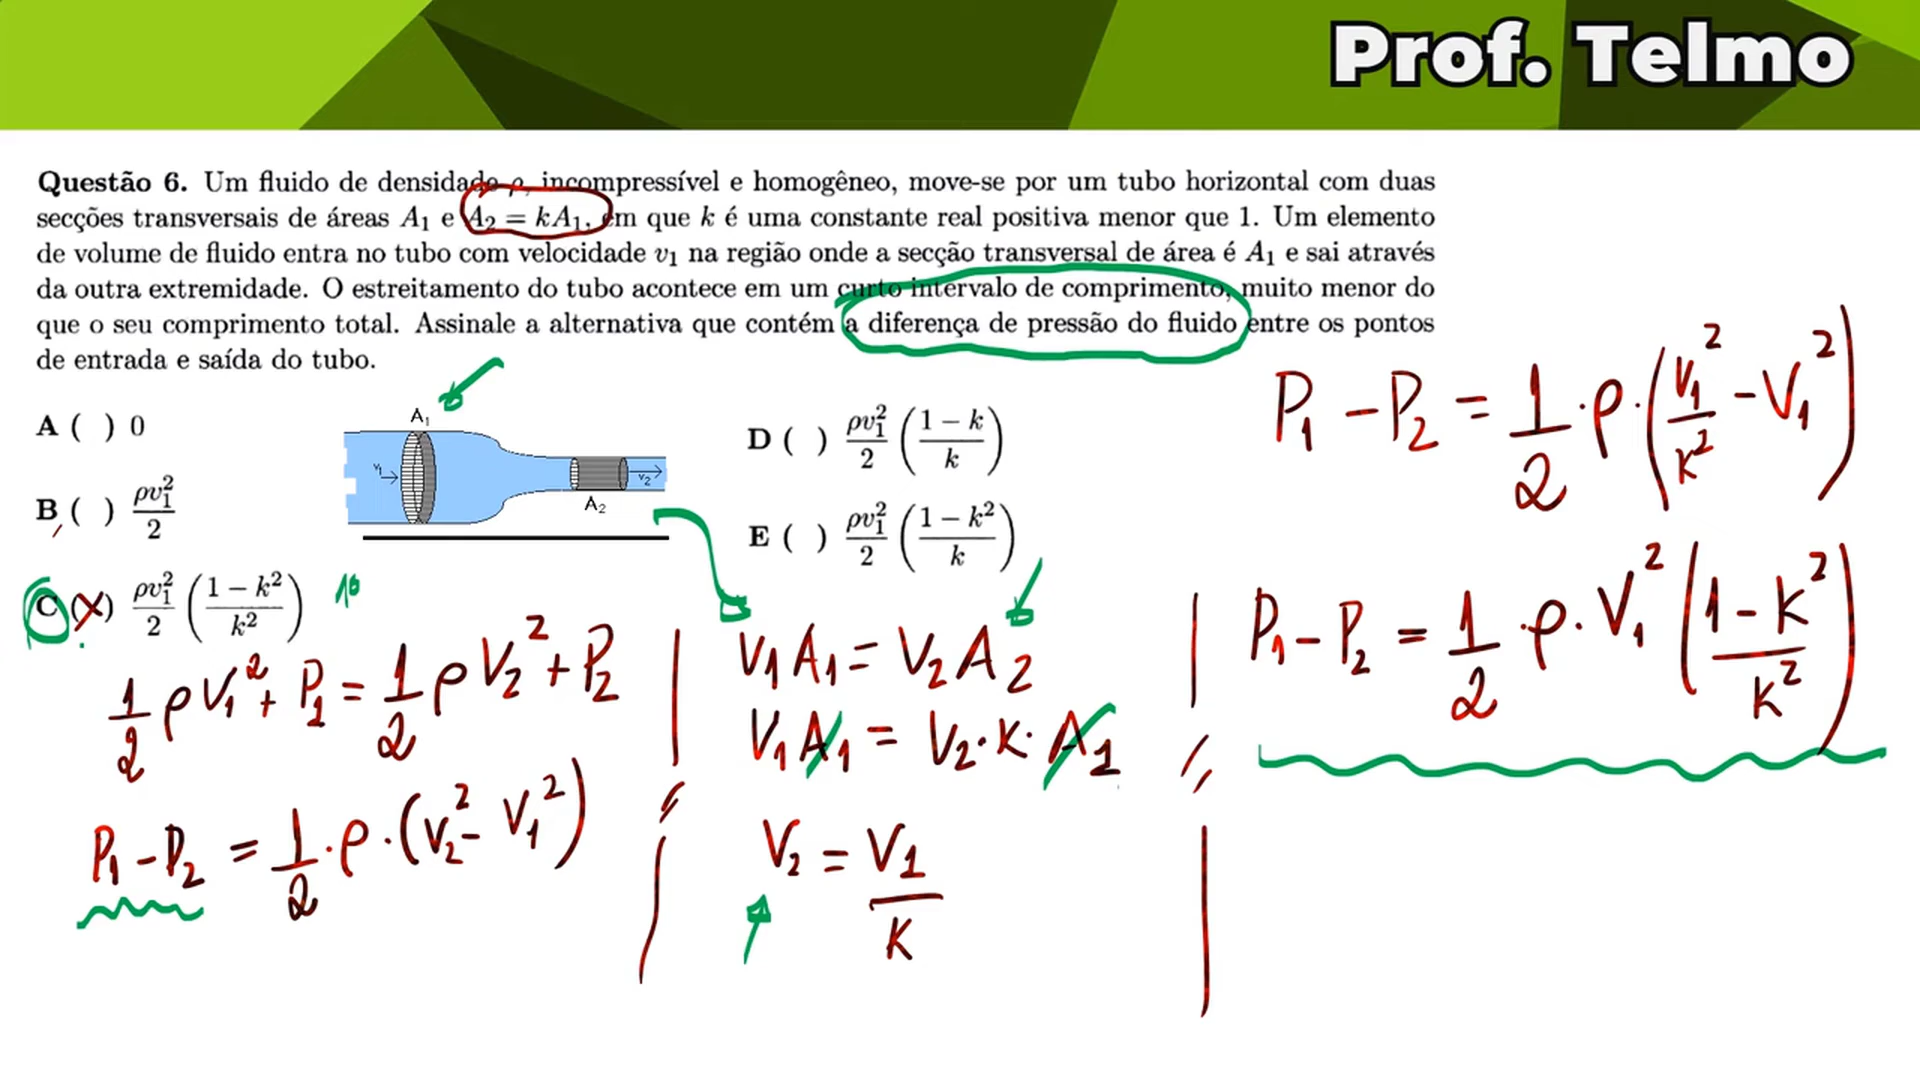 Prof. Telmo
Questão 6. Um fluido de densidade ρ, incompressível e homogêneo, move-se por um tubo horizontal com duas
secções transversais de áreas A₁ e A₂ = kA₁, em que k é uma constante real positiva menor que 1. Um elemento
de volume de fluido entra no tubo com velocidade v₁ na região onde a secção transversal de área é A₁ e sai através
da outra extremidade. O estreitamento do tubo acontece em um curto intervalo de comprimento, muito menor do
que o seu comprimento total. Assinale a alternativa que contém a diferença de pressão do fluido entre os pontos
de entrada e saída do tubo.
A ( ) 0
B ( ) ρv₁²/2
C (X) ρv₁²/2 ((1 − k²)/k²)
A₁
v₁
v₂
A₂
D ( ) ρv₁²/2 ((1 − k)/k)
E ( ) ρv₁²/2 ((1 − k²)/k)
1/2 ρV₁² + P₁ = 1/2 ρV₂² + P₂
P₁ − P₂ = 1/2 · ρ · (V₂² − V₁²)
V₁A₁ = V₂A₂
V₁A₁ = V₂ · K · A₁
V₂ = V₁/K
P₁ − P₂ = 1/2 · ρ · (V₁²/K² − V₁²)
P₁ − P₂ = 1/2 · ρ · V₁² ((1 − K²)/K²)